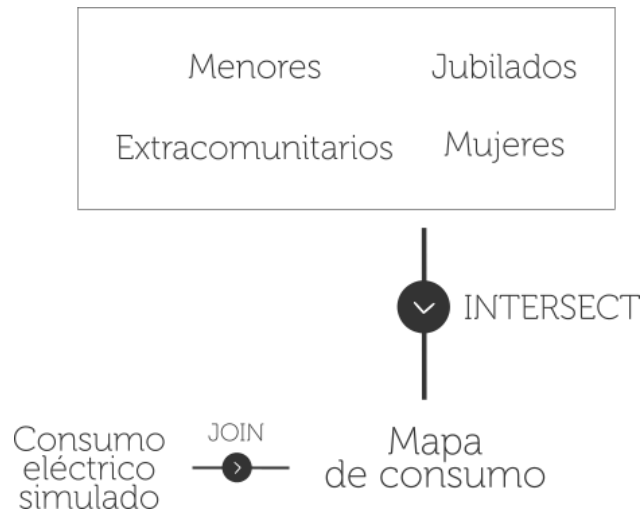 Menores Jubilados
Extracomunitarios Mujeres
INTERSECT
Consumo
eléctrico
simulado
JOIN
Mapa
de consumo